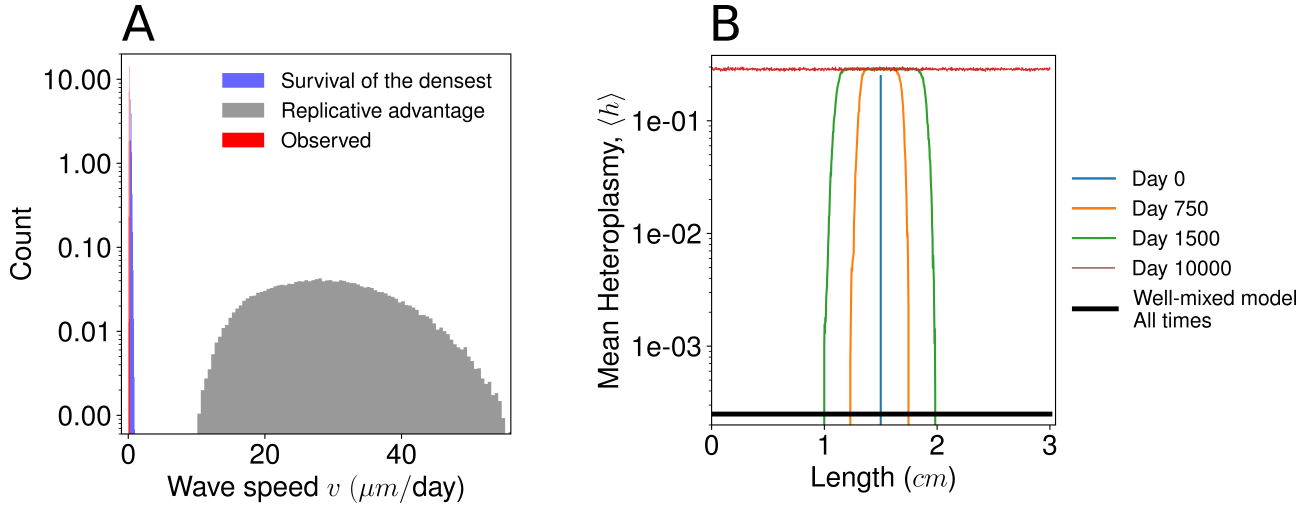 A
10.00
1.00
0.10
0.01
0.00
Count
0
20
40
Wave speed v (μm/day)
Survival of the densest
Replicative advantage
Observed
B
1e-01
1e-02
1e-03
Mean Heteroplasmy, ⟨h⟩
0
1
2
3
Length (cm)
Day 0
Day 750
Day 1500
Day 10000
Well-mixed model
All times